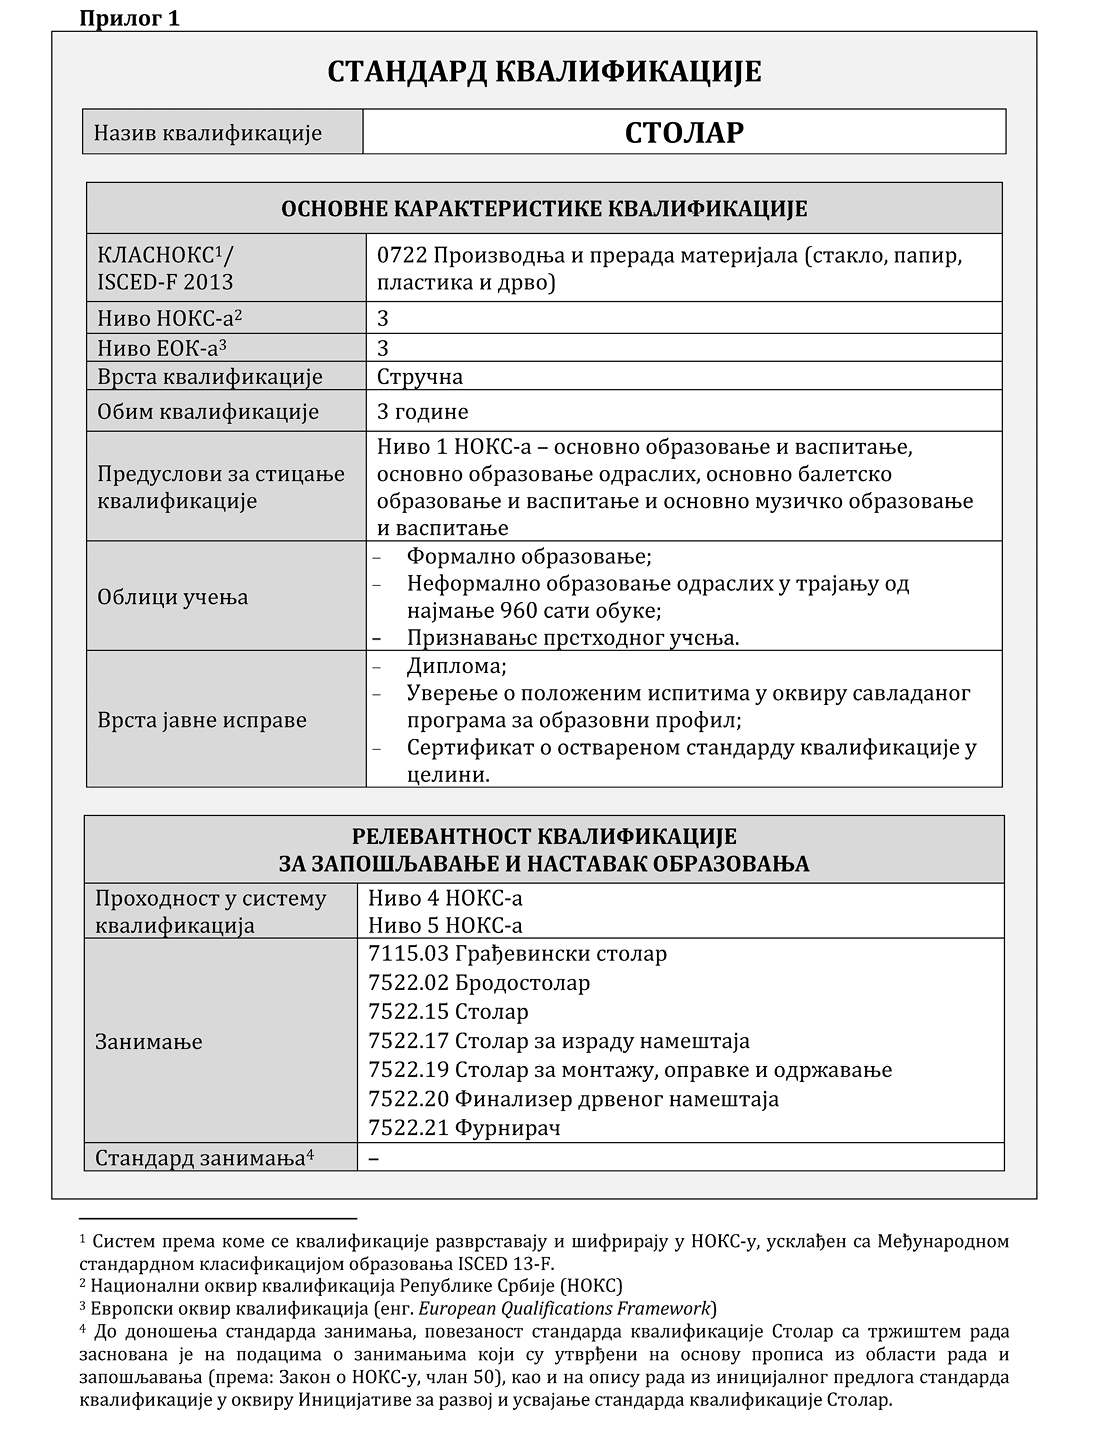 Прилог 1
СТАНДАРД КВАЛИФИКАЦИЈЕ
Назив квалификације
СТОЛАР
ОСНОВНЕ КАРАКТЕРИСТИКЕ КВАЛИФИКАЦИЈЕ
КЛАСНОКС¹/
ISCED-F 2013
0722 Производња и прерада материјала (стакло, папир,
пластика и дрво)
Ниво НОКС-а²
3
Ниво ЕОК-а³
3
Врста квалификације
Стручна
Обим квалификације
3 године
Предуслови за стицање
квалификације
Ниво 1 НОКС-а – основно образовање и васпитање,
основно образовање одраслих, основно балетско
образовање и васпитање и основно музичко образовање
и васпитање
Облици учења
– Формално образовање;
– Неформално образовање одраслих у трајању од
најмање 960 сати обуке;
– Признавање претходног учења.
Врста јавне исправе
– Диплома;
– Уверење о положеним испитима у оквиру савладаног
програма за образовни профил;
– Сертификат о оствареном стандарду квалификације у
целини.
РЕЛЕВАНТНОСТ КВАЛИФИКАЦИЈЕ
ЗА ЗАПОШЉАВАЊЕ И НАСТАВАК ОБРАЗОВАЊА
Проходност у систему
квалификација
Ниво 4 НОКС-а
Ниво 5 НОКС-а
Занимање
7115.03 Грађевински столар
7522.02 Бродостолар
7522.15 Столар
7522.17 Столар за израду намештаја
7522.19 Столар за монтажу, оправке и одржавање
7522.20 Финализер дрвеног намештаја
7522.21 Фурнирач
Стандард занимања⁴
–
¹ Систем према коме се квалификације разврставају и шифрирају у НОКС-у, усклађен са Међународном
стандардном класификацијом образовања ISCED 13-F.
² Национални оквир квалификација Републике Србије (НОКС)
³ Европски оквир квалификација (енг. European Qualifications Framework)
⁴ До доношења стандарда занимања, повезаност стандарда квалификације Столар са тржиштем рада
заснована је на подацима о занимањима који су утврђени на основу прописа из области рада и
запошљавања (према: Закон о НОКС-у, члан 50), као и на опису рада из иницијалног предлога стандарда
квалификације у оквиру Иницијативе за развој и усвајање стандарда квалификације Столар.